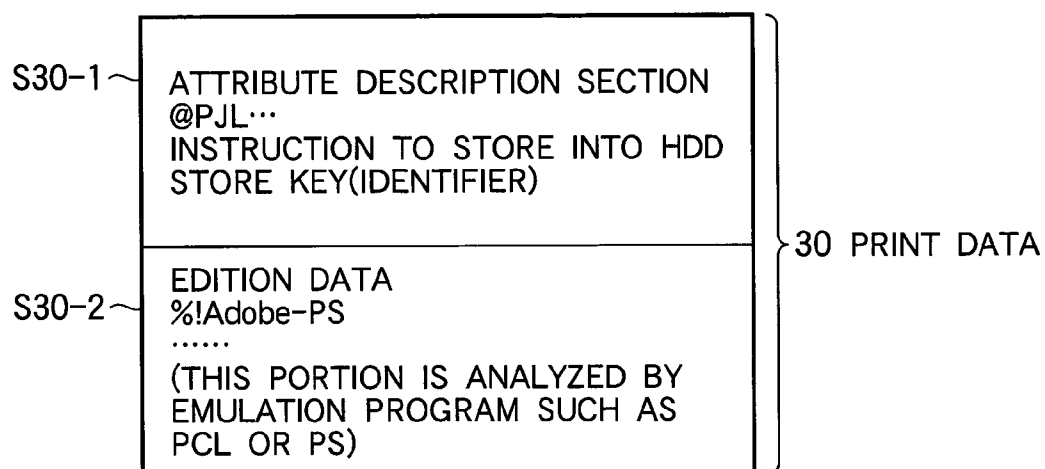 S30-1
ATTRIBUTE DESCRIPTION SECTION
@PJL···
INSTRUCTION TO STORE INTO HDD
STORE KEY(IDENTIFIER)
30 PRINT DATA
S30-2
EDITION DATA
%!Adobe-PS
······
(THIS PORTION IS ANALYZED BY
EMULATION PROGRAM SUCH AS
PCL OR PS)